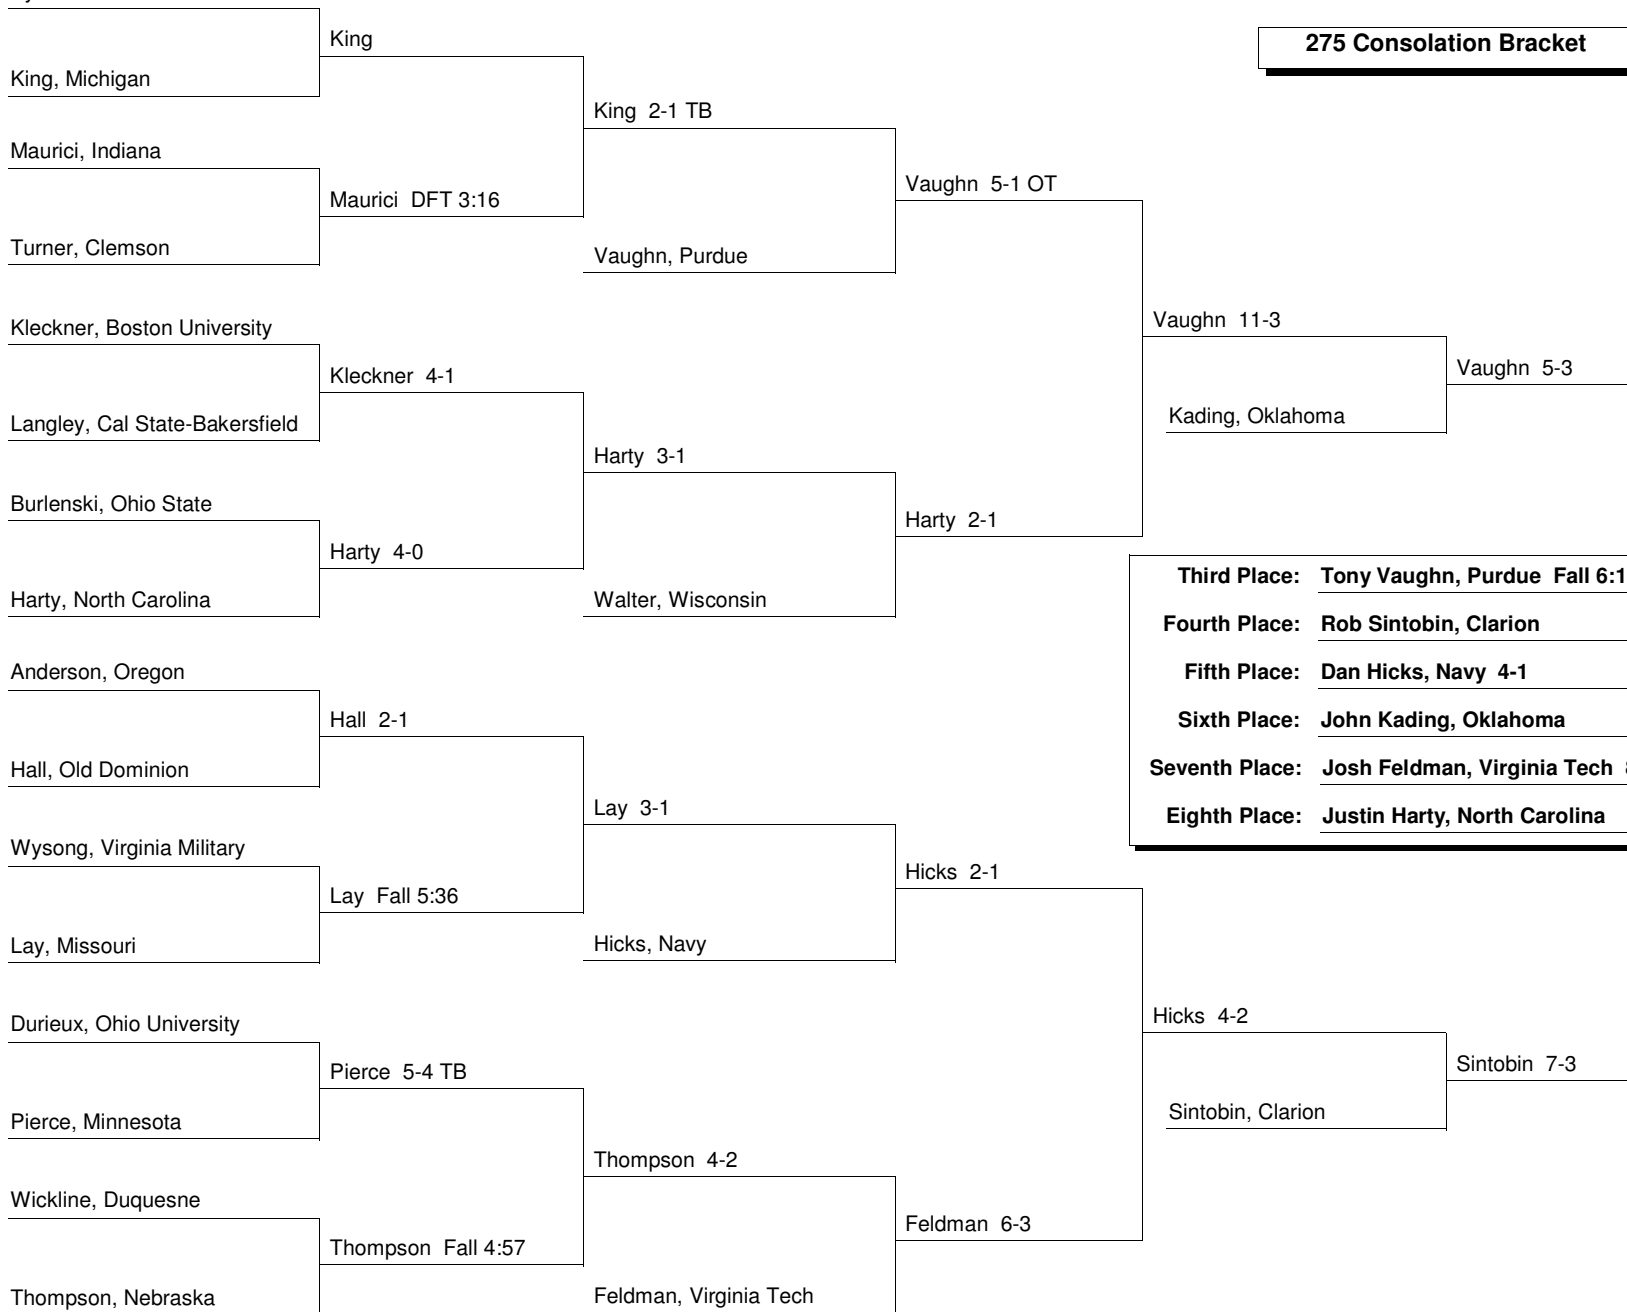 275 Consolation Bracket
King
King, Michigan
King 2-1 TB
Maurici, Indiana
Vaughn 5-1 OT
Maurici DFT 3:16
Turner, Clemson
Vaughn, Purdue
Kleckner, Boston University
Vaughn 11-3
Kleckner 4-1
Vaughn 5-3
Langley, Cal State-Bakersfield
Kading, Oklahoma
Harty 3-1
Burlenski, Ohio State
Harty 2-1
Harty 4-0
Harty, North Carolina
Walter, Wisconsin
Third Place: Tony Vaughn, Purdue Fall 6:1
Fourth Place: Rob Sintobin, Clarion
Fifth Place: Dan Hicks, Navy 4-1
Sixth Place: John Kading, Oklahoma
Seventh Place: Josh Feldman, Virginia Tech
Eighth Place: Justin Harty, North Carolina
Anderson, Oregon
Hall 2-1
Hall, Old Dominion
Lay 3-1
Wysong, Virginia Military
Hicks 2-1
Lay Fall 5:36
Lay, Missouri
Hicks, Navy
Durieux, Ohio University
Hicks 4-2
Pierce 5-4 TB
Sintobin 7-3
Pierce, Minnesota
Sintobin, Clarion
Thompson 4-2
Wickline, Duquesne
Feldman 6-3
Thompson Fall 4:57
Thompson, Nebraska
Feldman, Virginia Tech